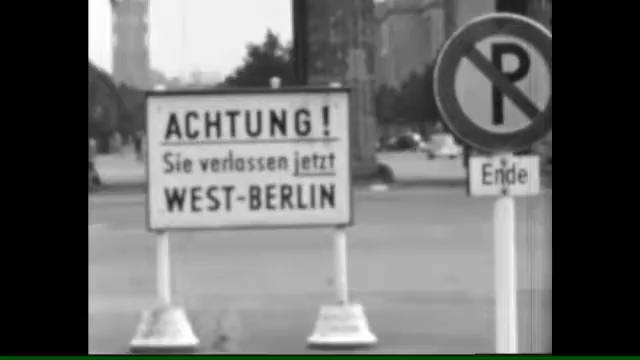 ACHTUNG!
Sie verlassen jetzt
WEST-BERLIN
P
Ende